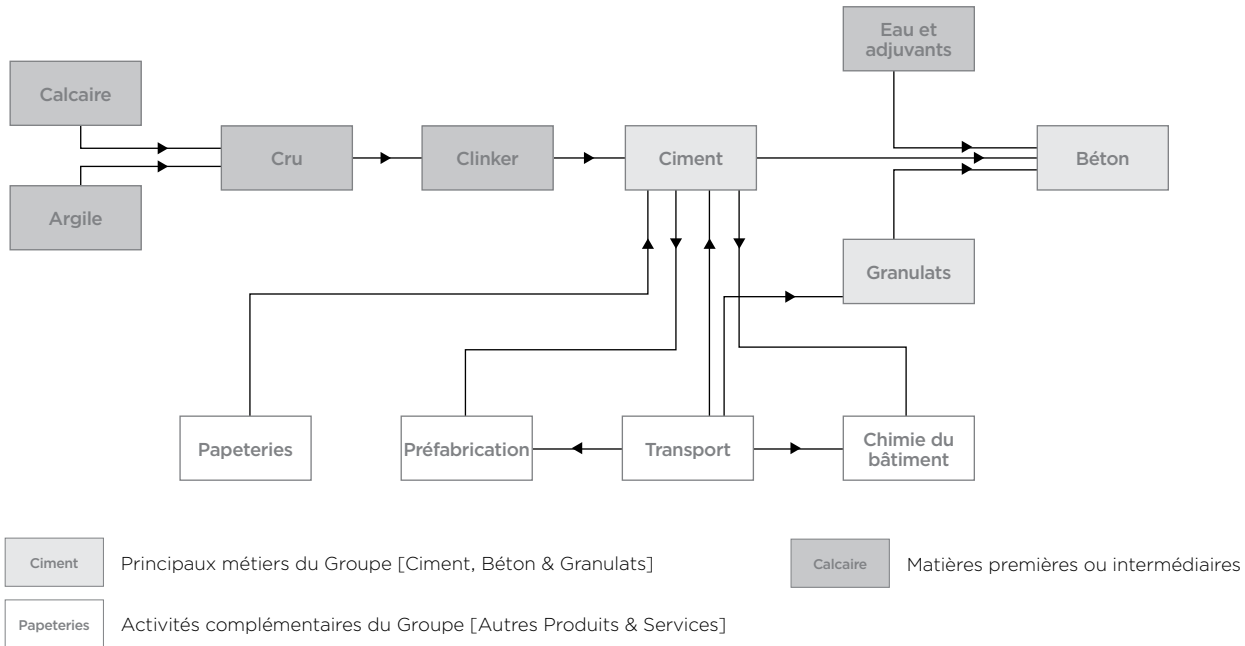 Eau et
adjuvants
Calcaire
Cru
Clinker
Ciment
Béton
Argile
Granulats
Papeteries
Préfabrication
Transport
Chimie du
bâtiment
Ciment
Principaux métiers du Groupe [Ciment, Béton & Granulats]
Calcaire
Matières premières ou intermédiaires
Papeteries
Activités complémentaires du Groupe [Autres Produits & Services]